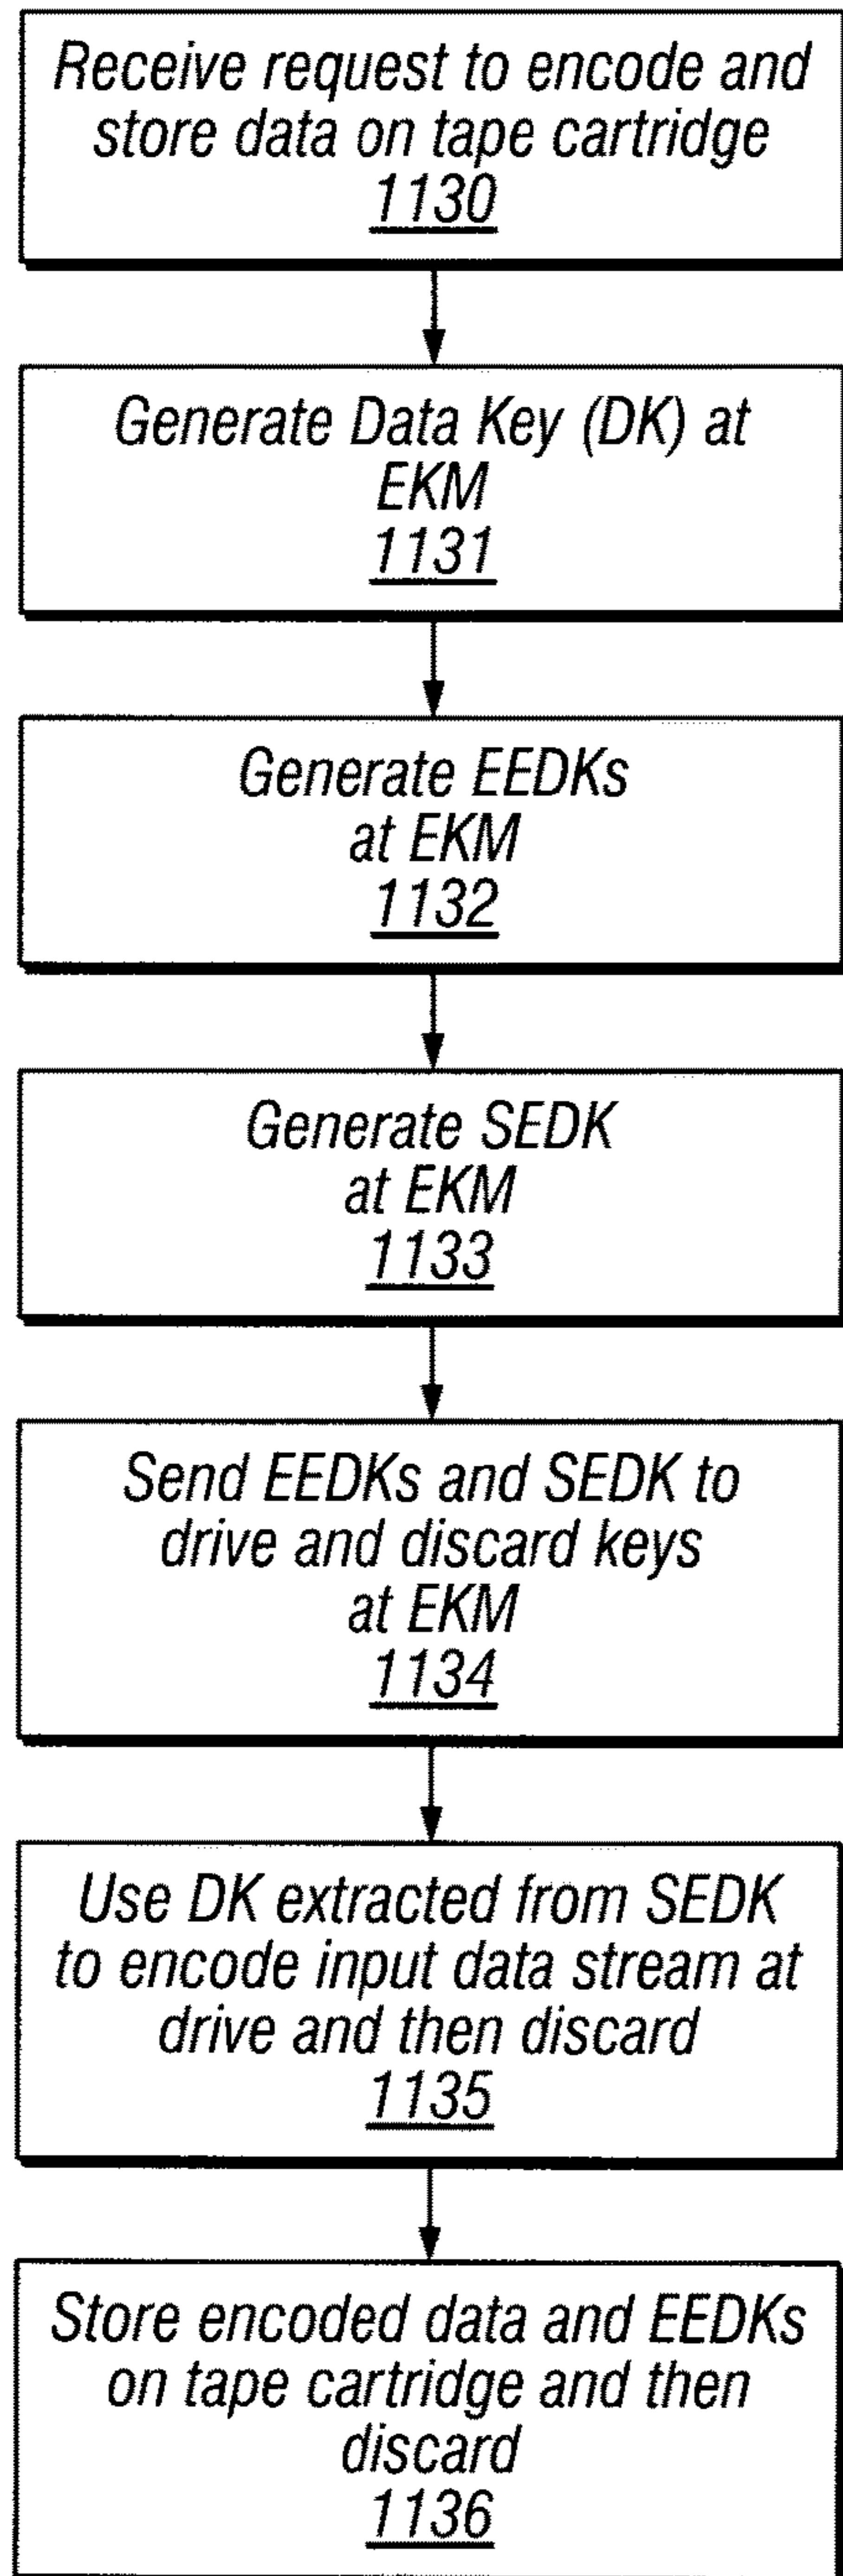 Receive request to encode and
store data on tape cartridge
1130
Generate Data Key (DK) at
EKM
1131
Generate EEDKs
at EKM
1132
Generate SEDK
at EKM
1133
Send EEDKs and SEDK to
drive and discard keys
at EKM
1134
Use DK extracted from SEDK
to encode input data stream at
drive and then discard
1135
Store encoded data and EEDKs
on tape cartridge and then
discard
1136